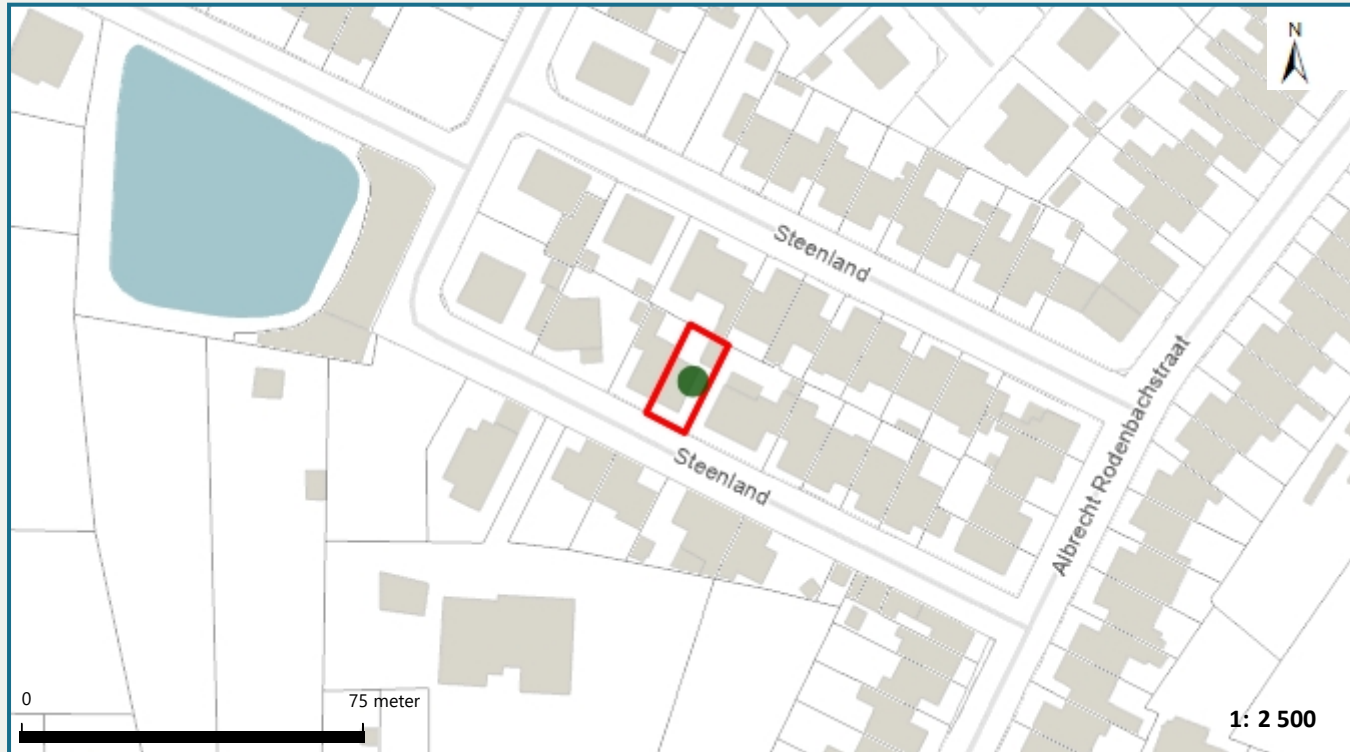 N
Steenland
Albrecht Rodenbachstraat
Steenland
0
75 meter
1: 2 500